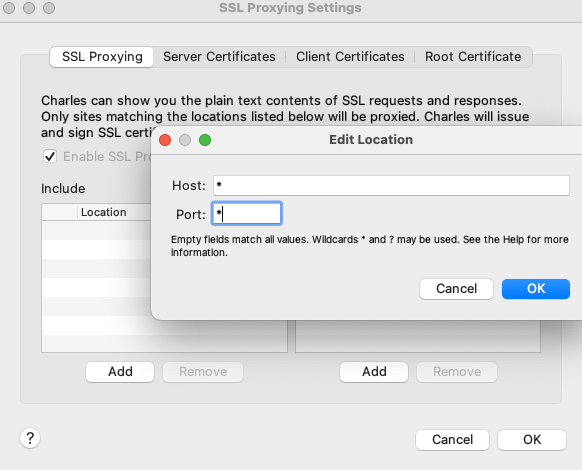 SSL Proxying Settings
SSL Proxying
Server Certificates
Client Certificates
Root Certificate
Charles can show you the plain text contents of SSL requests and responses.
Only sites matching the locations listed below will be proxied. Charles will issue
and sign SSL certi
Enable SSL Pro
Edit Location
Host: *
Port: *
Empty fields match all values. Wildcards * and ? may be used. See the Help for more
information.
Cancel
OK
Include
Location
Add
Remove
Add
Remove
?
Cancel
OK